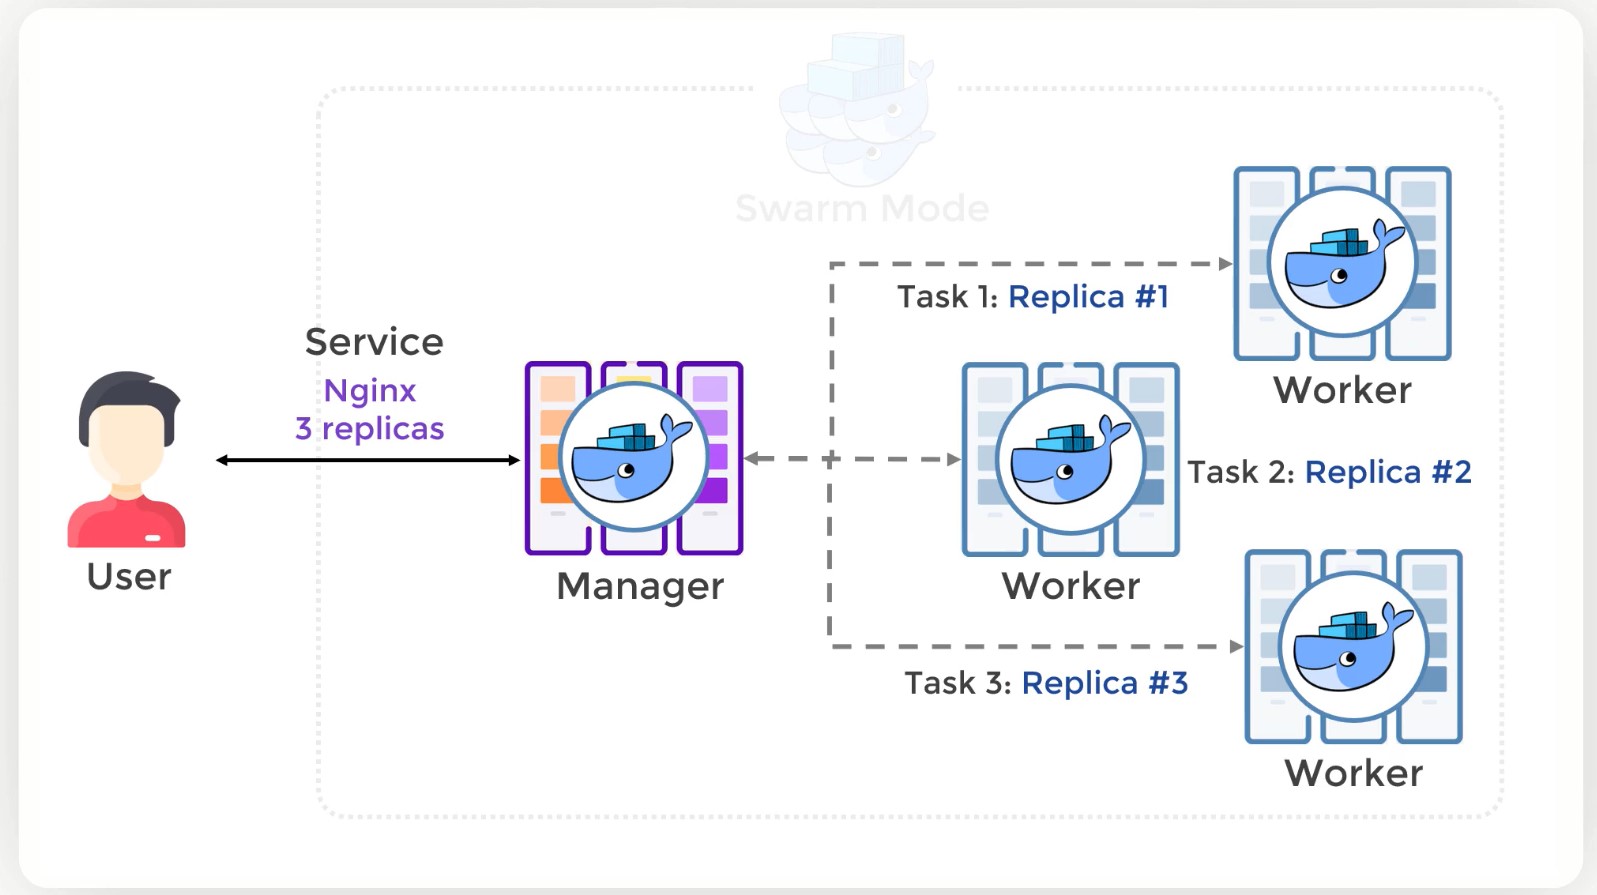 Swarm Mode
Service
Nginx
3 replicas
User
Manager
Task 1: Replica #1
Worker
Worker
Task 2: Replica #2
Task 3: Replica #3
Worker